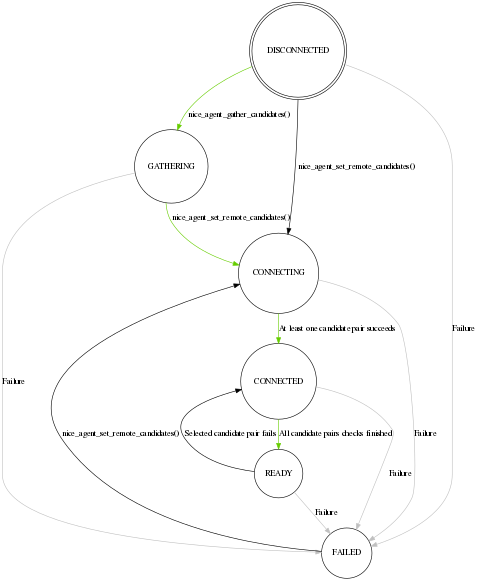 DISCONNECTED
nice_agent_gather_candidates()
GATHERING
nice_agent_set_remote_candidates()
nice_agent_set_remote_candidates()
CONNECTING
At least one candidate pair succeeds
Failure
Failure
CONNECTED
nice_agent_set_remote_candidates()
Selected candidate pair fails
All candidate pairs checks finished
Failure
READY
Failure
Failure
FAILED